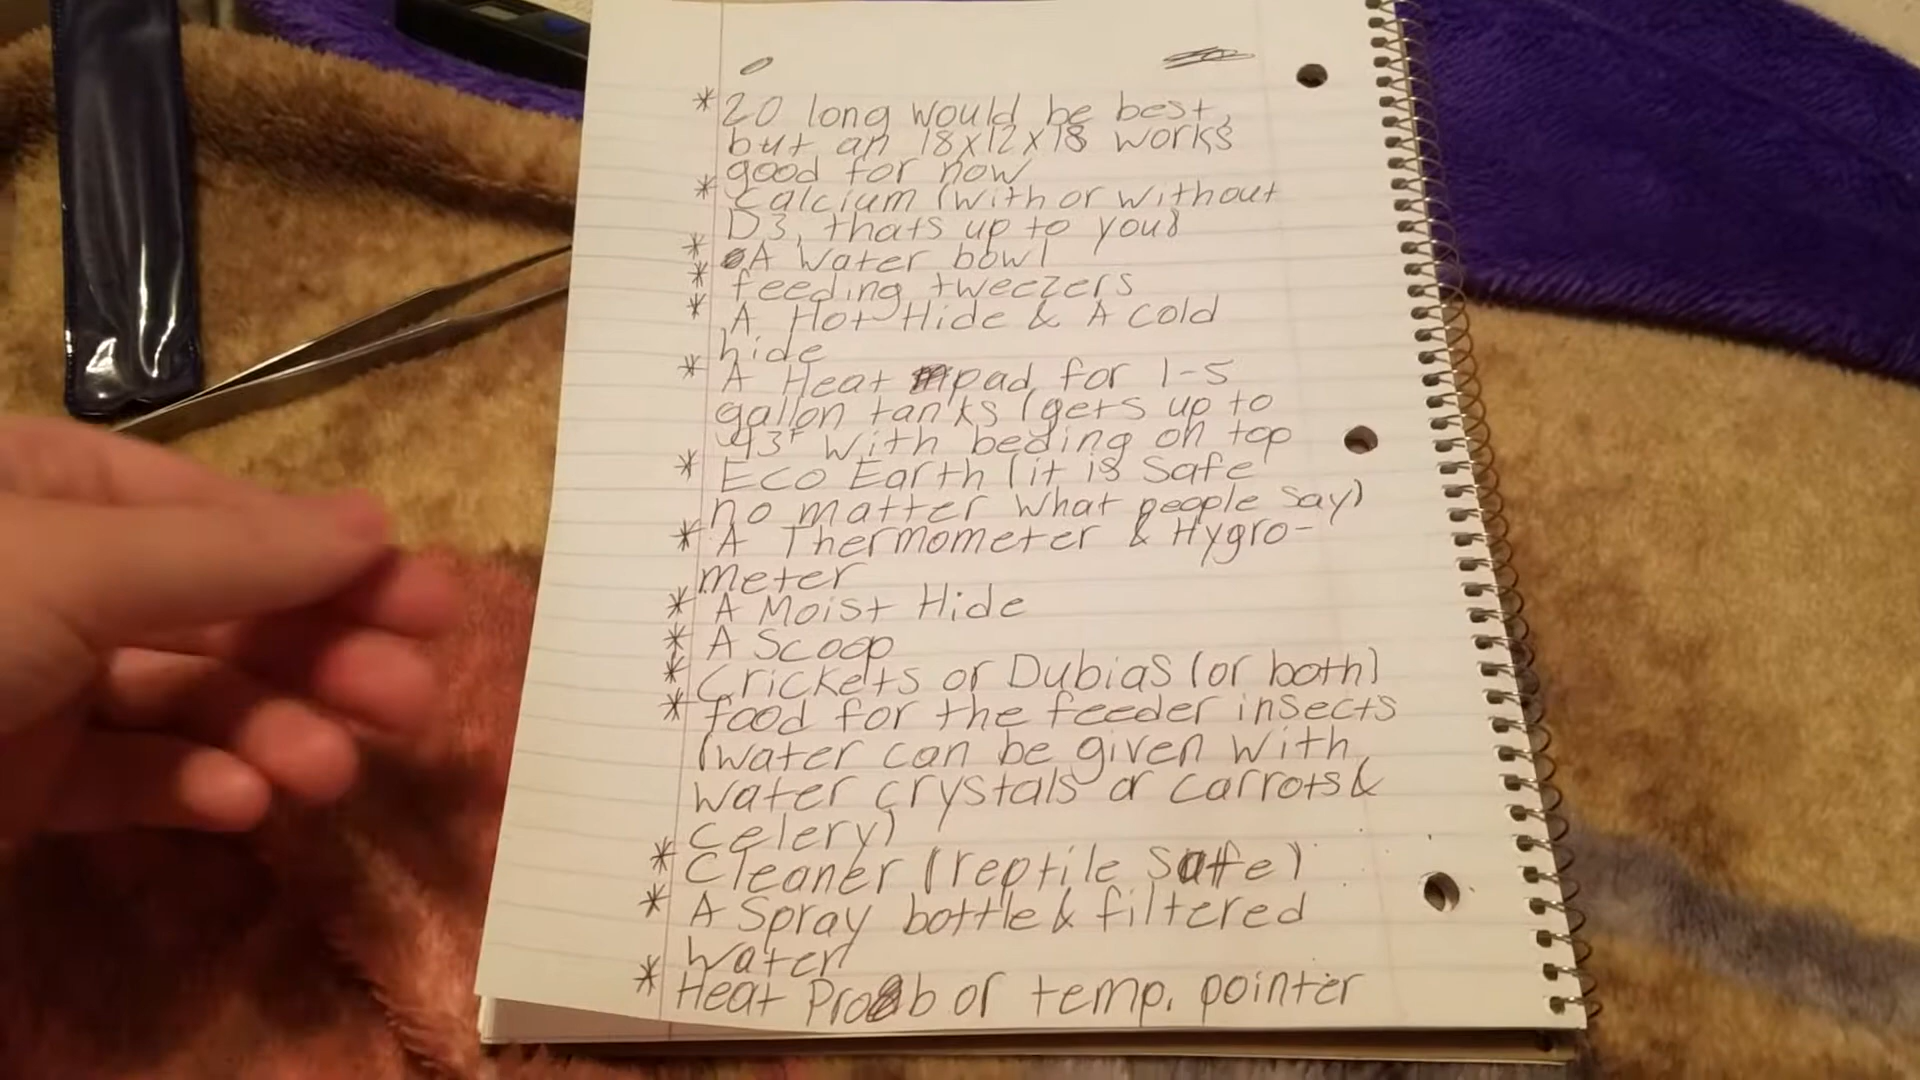 * 20 long would be best,
but an 18x12x18 works
good for now
* Calcium (with or without
D3, thats up to you)
* A water bowl
* feeding tweezers
* A Hot Hide & A cold
hide
* A Heat pad for 1-5
gallon tanks (gets up to
93° with beding on top
* Eco Earth (it is safe
no matter what people say)
* A Thermometer & Hygro-
meter
* A Moist Hide
* A Scoop
* Crickets or Dubias (or both)
* food for the feeder insects
(water can be given with
water crystals or carrots &
celery)
* Cleaner (reptile safe)
* A Spray bottle & filtered
water
* Heat Prob or temp. pointer